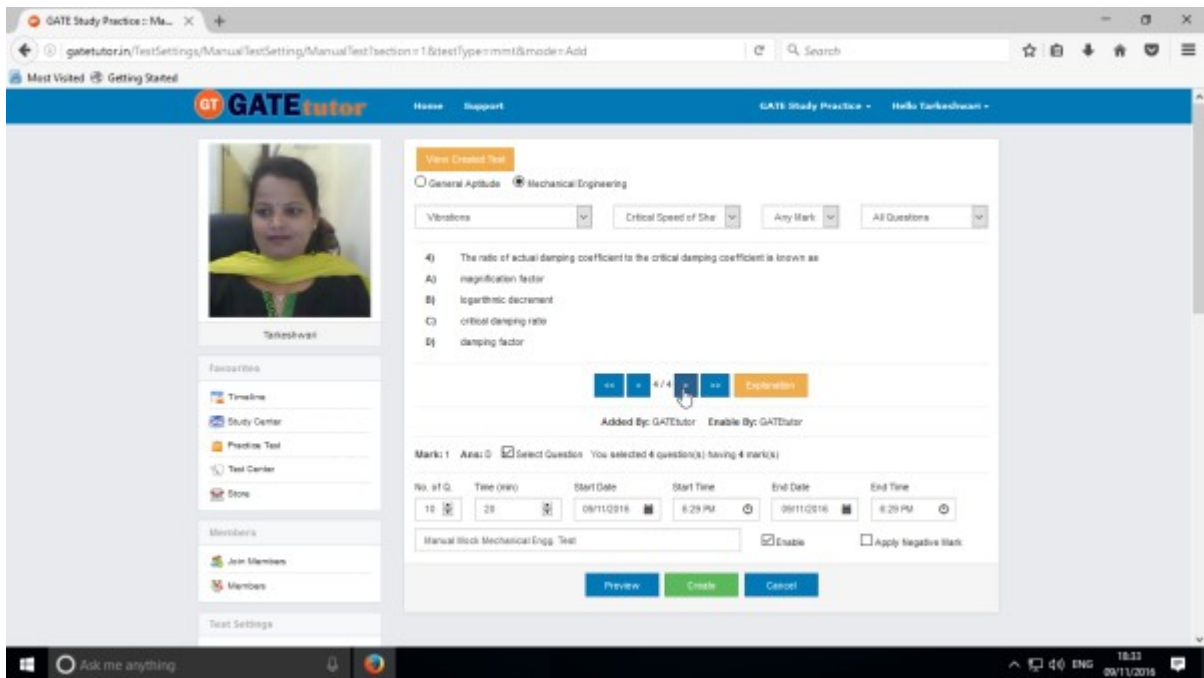 GATE Study Practice :: Ma...
gatetutor.in/TestSettings/ManualTestSetting/ManualTest?section=1&testType=mmt&mode=Add
Search
Most Visited Getting Started
GT GATEtutor Home Support GATE Study Practice Hello Tarkeshwari
View Created Test
General Aptitude Mechanical Engineering
Vibrations Critical Speed of Sha Any Mark All Questions
4) The ratio of actual damping coefficient to the critical damping coefficient is known as
A) magnification factor
B) logarithmic decrement
C) critical damping ratio
D) damping factor
<< < 4 / 4 > >> Explanation
Added By: GATEtutor Enable By: GATEtutor
Mark: 1 Ans: D Select Question You selected 4 question(s) having 4 mark(s)
No. of Q. Time (min) Start Date Start Time End Date End Time
10 20 09/11/2016 6:29 PM 09/11/2016 6:29 PM
Manual Mock Mechanical Engg. Test Enable Apply Negative Mark
Preview Create Cancel
Tarkeshwari
Favourites
Timeline
Study Center
Practice Test
Test Center
Store
Members
Join Members
Members
Test Settings
Ask me anything
ENG
18:33
09/11/2016